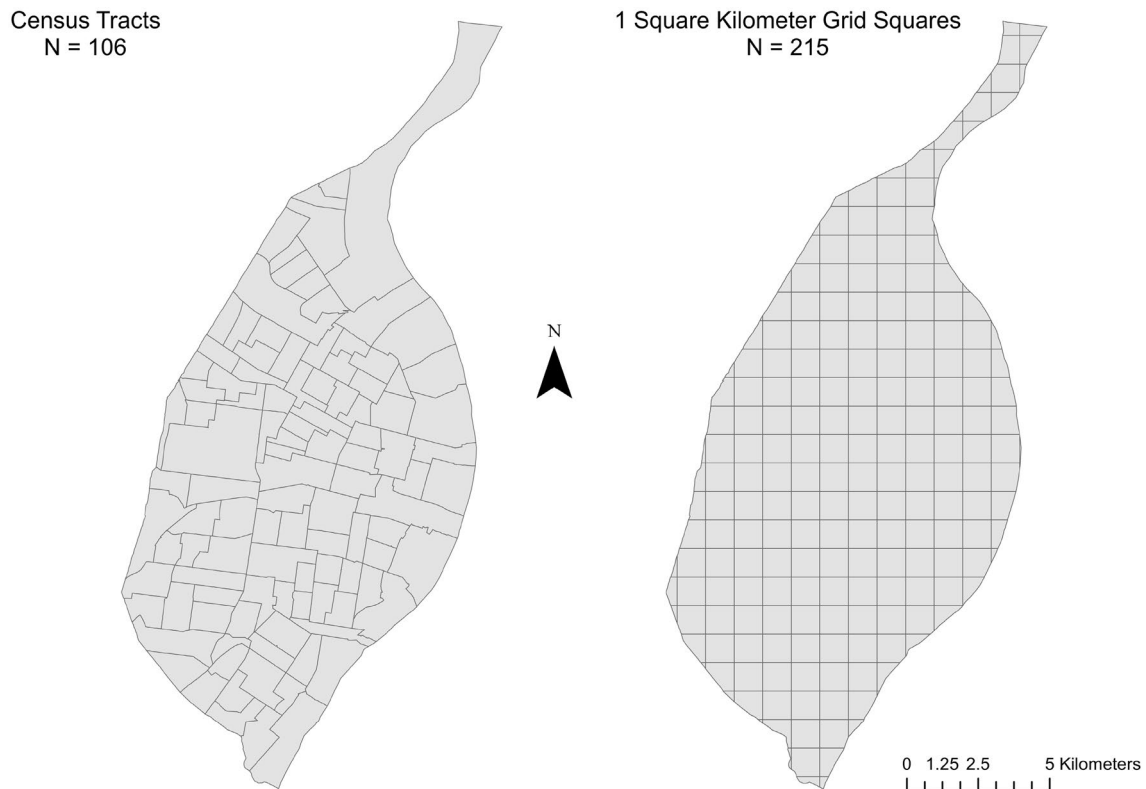 Census Tracts
N = 106
1 Square Kilometer Grid Squares
N = 215
N
0 1.25 2.5 5 Kilometers